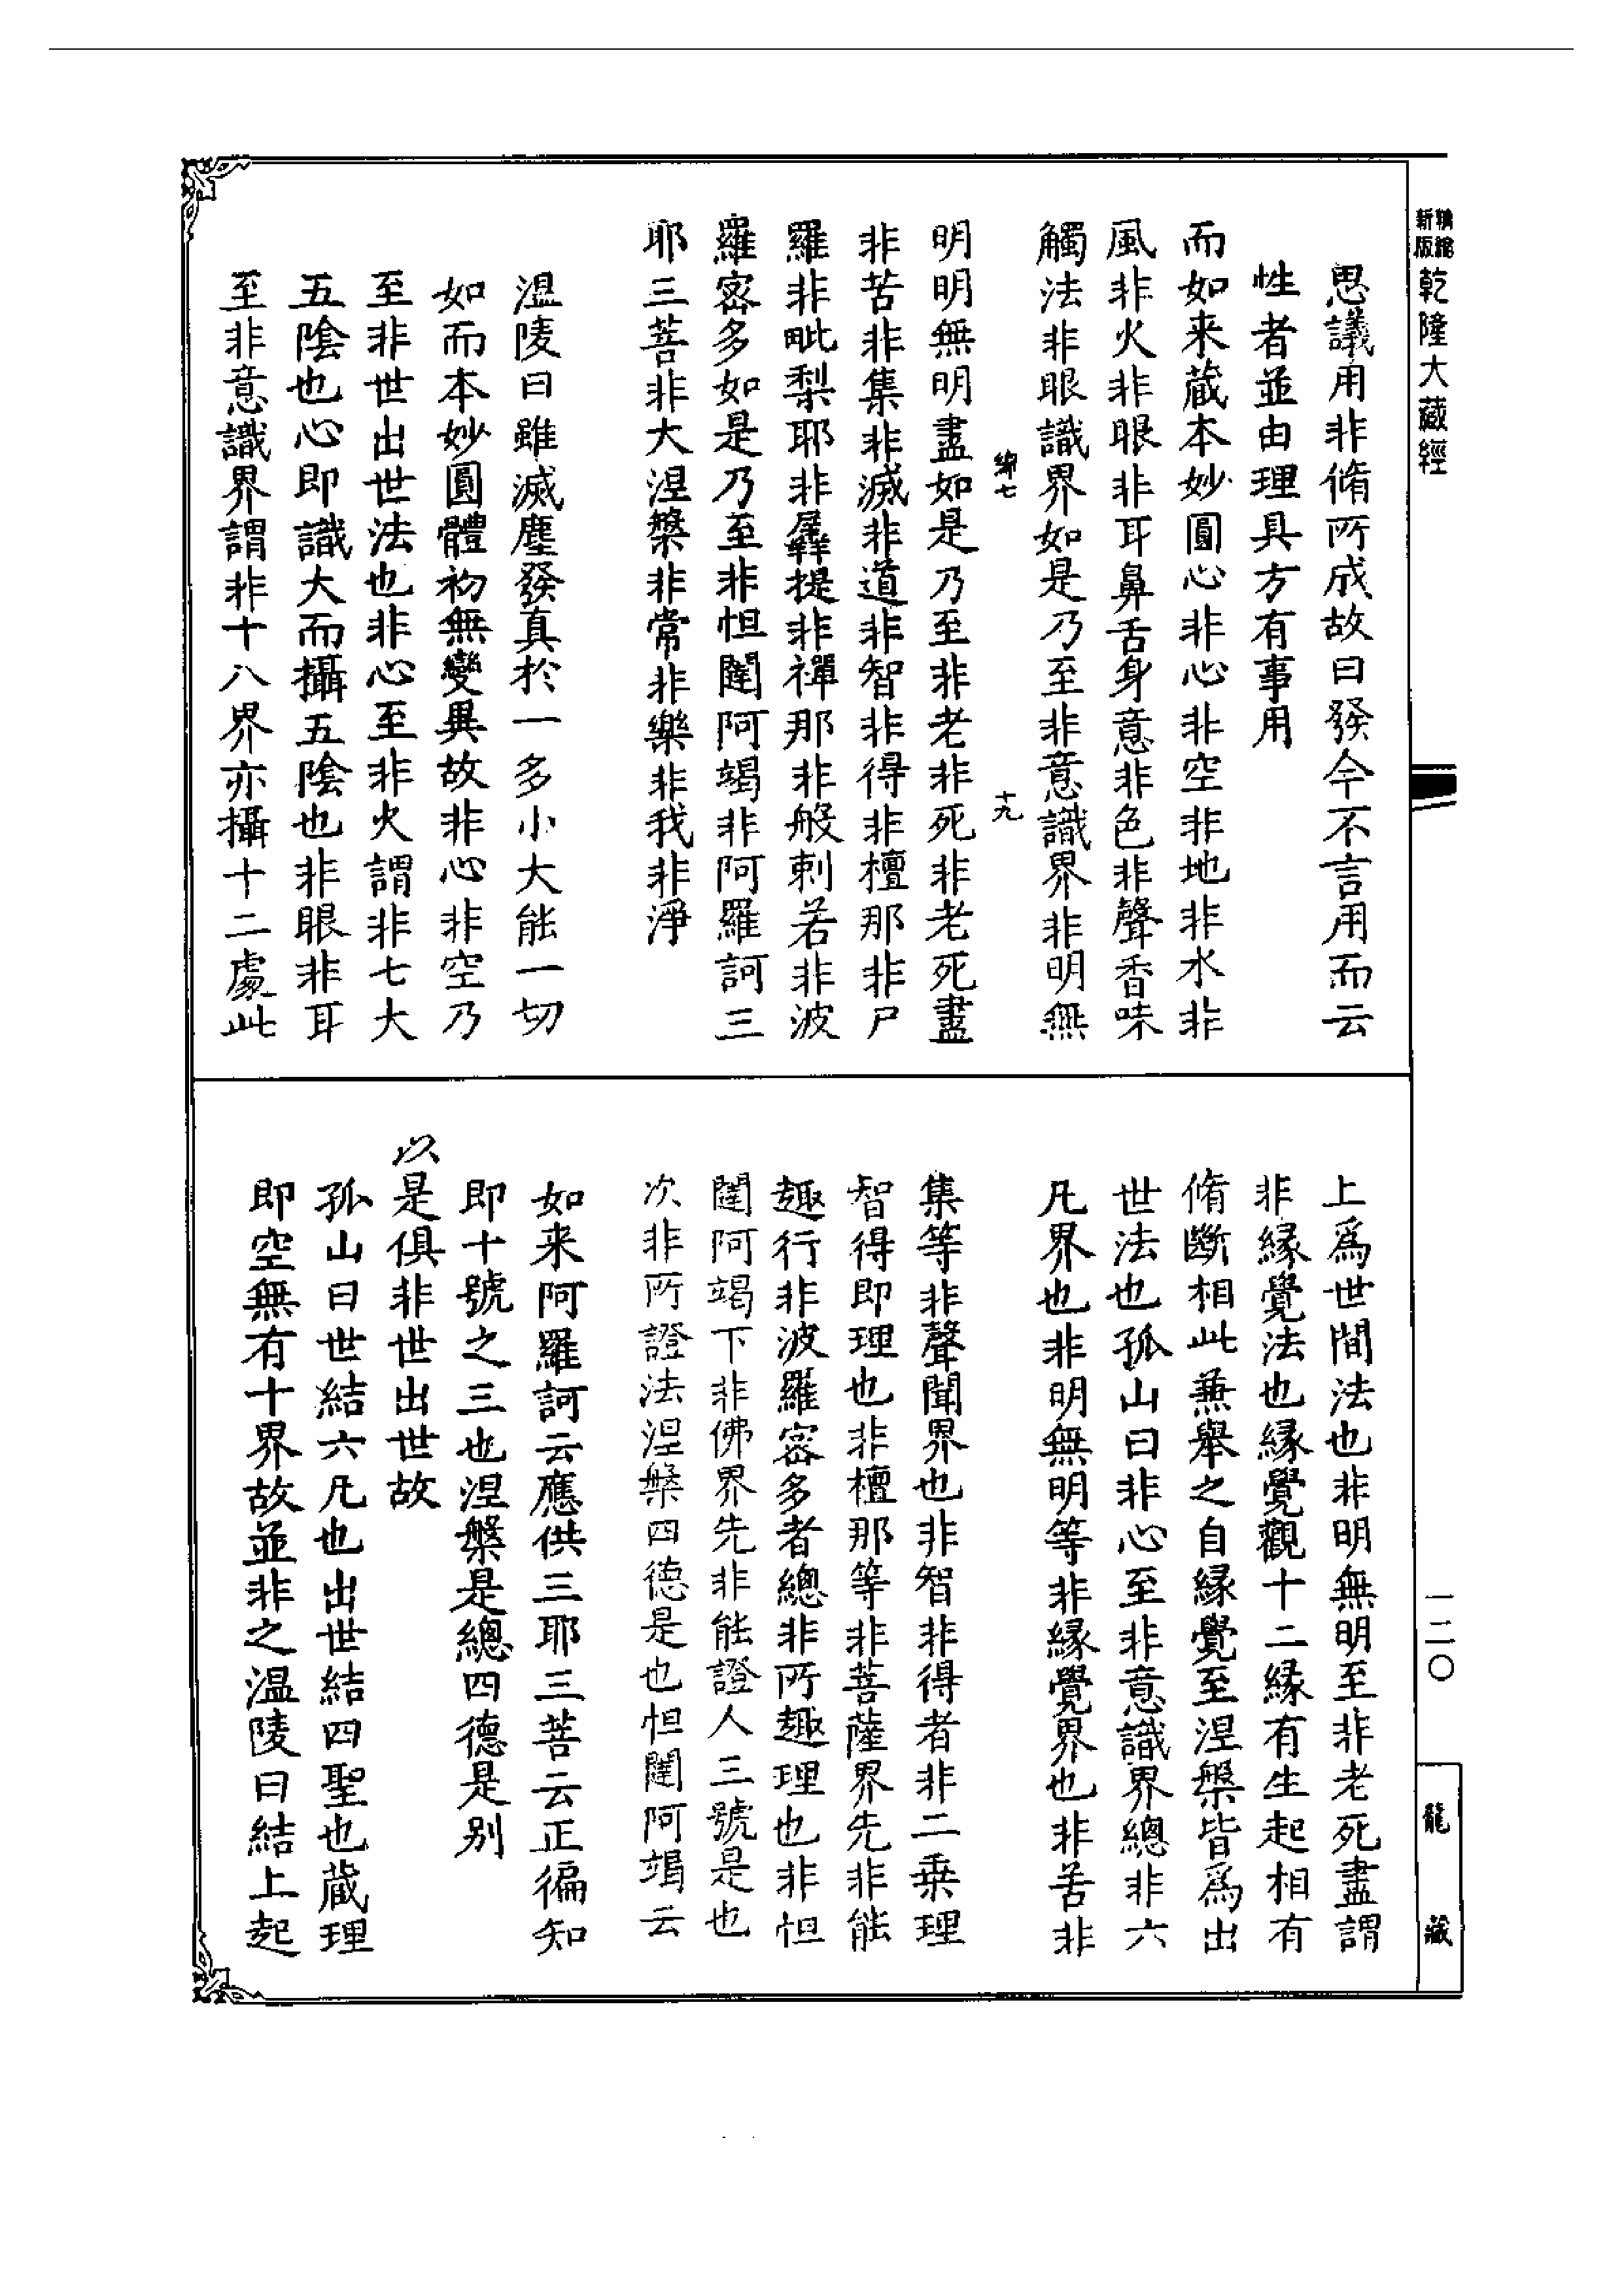 精縮新版乾隆大藏經
思議用非脩所成故曰發今不言用而云
性者並由理具方有事用
而如来藏本妙圓心非心非空非地非水非
風非火非眼非耳鼻舌身意非色非聲香味
觸法非眼識界如是乃至非意識界非明無
綿七 十九
明明無明盡如是乃至非老非死非老死盡
非苦非集非滅非道非智非得非檀那非尸
羅非毗梨耶非羼提非禪那非般剌若非波
羅密多如是乃至非怛闥阿竭非阿羅訶三
耶三菩非大涅槃非常非樂非我非淨
溫陵曰雖滅塵發真於一多小大能一切
如而本妙圓體初無變異故非心非空乃
至非世出世法也非心至非火謂非七大
五陰也心即識大而攝五陰也非眼非耳
至非意識界謂非十八界亦攝十二處此
上爲世間法也非明無明至非老死盡謂
非緣覺法也緣覺觀十二緣有生起相有
脩斷相此兼舉之自緣覺至涅槃皆爲出
世法也孤山曰非心至非意識界總非六
凡界也非明無明等非緣覺界也非苦非
集等非聲聞界也非智非得者非二乘理
智得即理也非檀那等非菩薩界先非能
趣行非波羅密多者總非所趣理也非怛
闥阿竭下非佛界先非能證人三號是也
次非所證法涅槃四德是也怛闥阿竭云
如来阿羅訶云應供三耶三菩云正徧知
即十號之三也涅槃是總四德是別
以是俱非世出世故
孤山曰世結六凡也出世結四聖也藏理
即空無有十界故並非之溫陵曰結上起
一二〇
龍藏